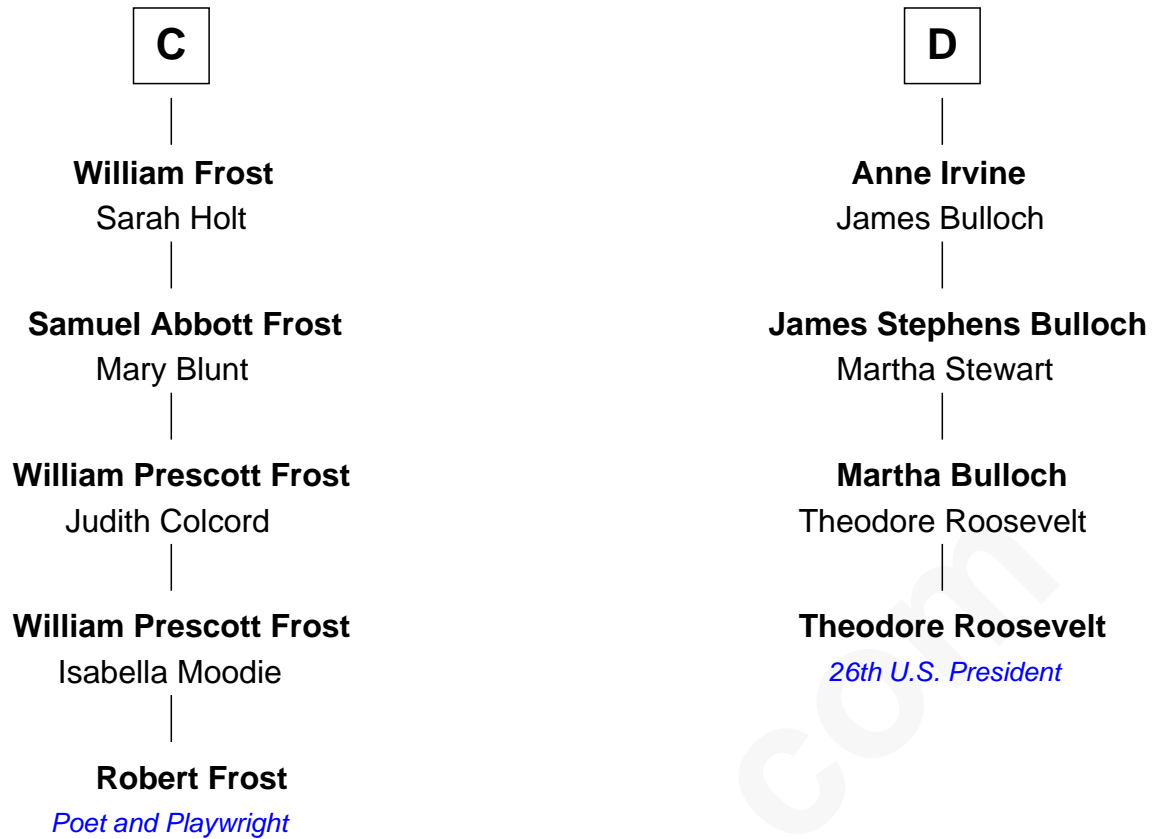 C
William Frost
Sarah Holt
Samuel Abbott Frost
Mary Blunt
William Prescott Frost
Judith Colcord
William Prescott Frost
Isabella Moodie
Robert Frost
Poet and Playwright
D
Anne Irvine
James Bulloch
James Stephens Bulloch
Martha Stewart
Martha Bulloch
Theodore Roosevelt
Theodore Roosevelt
26th U.S. President
com